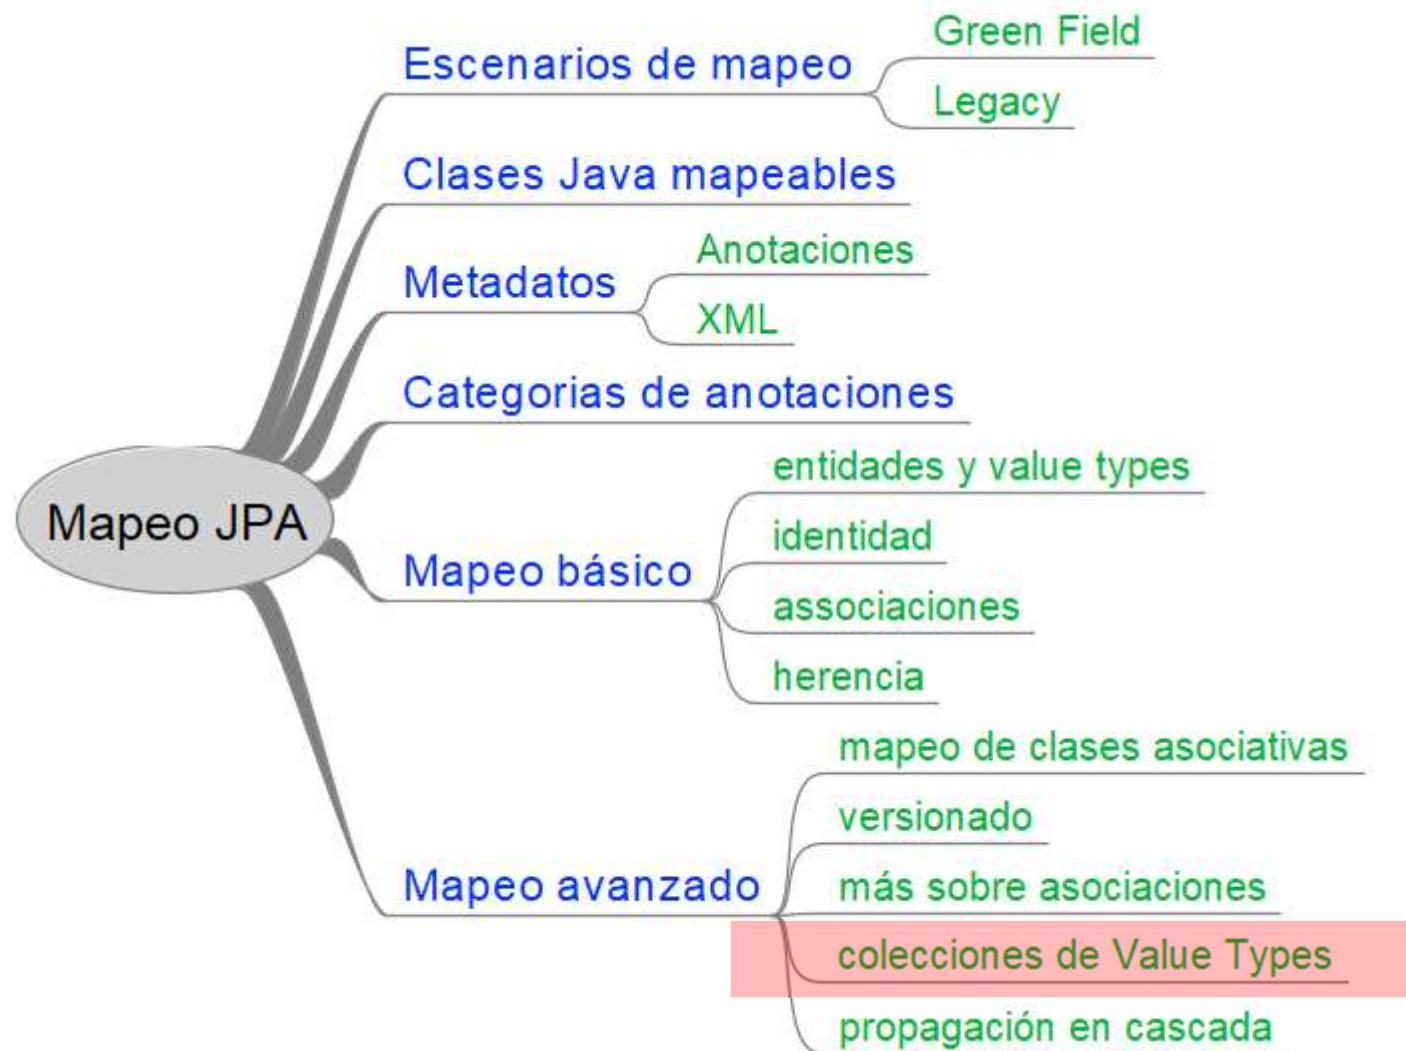 Mapeo JPA
Escenarios de mapeo
Green Field
Legacy
Clases Java mapeables
Metadatos
Anotaciones
XML
Categorias de anotaciones
Mapeo básico
entidades y value types
identidad
associaciones
herencia
Mapeo avanzado
mapeo de clases asociativas
versionado
más sobre asociaciones
colecciones de Value Types
propagación en cascada